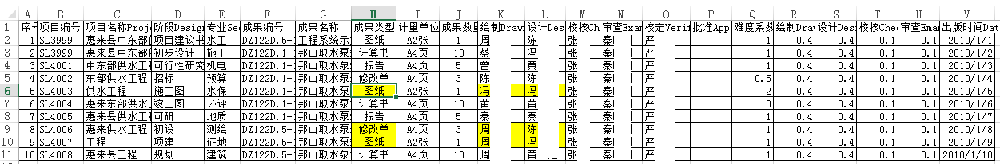 A B C D E F G H I J K L M N O P Q R S T U V
1 序号 项目编号 项目名称Proj 阶段Design 专业Sec 成果编号 成果名称 成果类型 计量单位 成果数量 绘制Drawn 设计Des 校核Che 审查Exam 核定Verif 批准App 难度系数 绘制Draw 设计Des 校核Chec 审查Eman 出版时间Dat
2 1 SL3999 惠来县中东部供 项目建议书 水工 DZ122D.5-1 工程系统示 图纸 A2张 1 周 陈 张 秦 严 1 0.4 0.4 0.1 0.1 2010/1/1
3 2 SL3999 惠来县中东部供 初步设计 施工 DZ122D.1- 邦山取水泵 计算书 A4页 10 蔡 冯 张 秦 严 1 0.4 0.4 0.1 0.1 2010/1/2
4 3 SL4001 中东部供水工程 可行性研究 机电 DZ122D.1- 邦山取水泵 报告 A4页 5 曾 黄 张 秦 严 1 0.4 0.4 0.1 0.1 2010/1/3
5 4 SL4002 东部供水工程 招标 预算 DZ122D.1- 邦山取水泵 修改单 A4页 3 陈 陈 张 秦 严 0.5 0.4 0.4 0.1 0.1 2010/1/4
6 5 SL4003 供水工程 施工图 水保 DZ122D.1- 邦山取水泵 图纸 A2张 1 冯 冯 张 秦 严 2 0.4 0.4 0.1 0.1 2010/1/5
7 6 SL4004 惠来东部供水 竣工图 环评 DZ122D.1- 邦山取水泵 计算书 A4页 10 黄 黄 张 秦 严 3 0.4 0.4 0.1 0.1 2010/1/6
8 7 SL4005 惠来县供水工程 可研 地质 DZ122D.1- 邦山取水泵 报告 A4页 5 秦 秦 张 秦 严 1 0.4 0.4 0.1 0.1 2010/1/7
9 8 SL4006 惠来供水工程 初设 测绘 DZ122D.5- 邦山取水泵 修改单 A4页 3 周 陈 张 秦 严 1 0.4 0.4 0.1 0.1 2010/1/8
10 9 SL4007 工程 项建 征地 DZ122D.5- 邦山取水泵 图纸 A2张 1 周 冯 张 秦 严 1 0.4 0.4 0.1 0.1 2010/1/9
11 10 SL4008 惠来县工程 规划 建筑 DZ122D.5- 邦山取水泵 计算书 A4页 10 周 黄 张 秦 严 1 0.4 0.4 0.1 0.1 2010/1/10